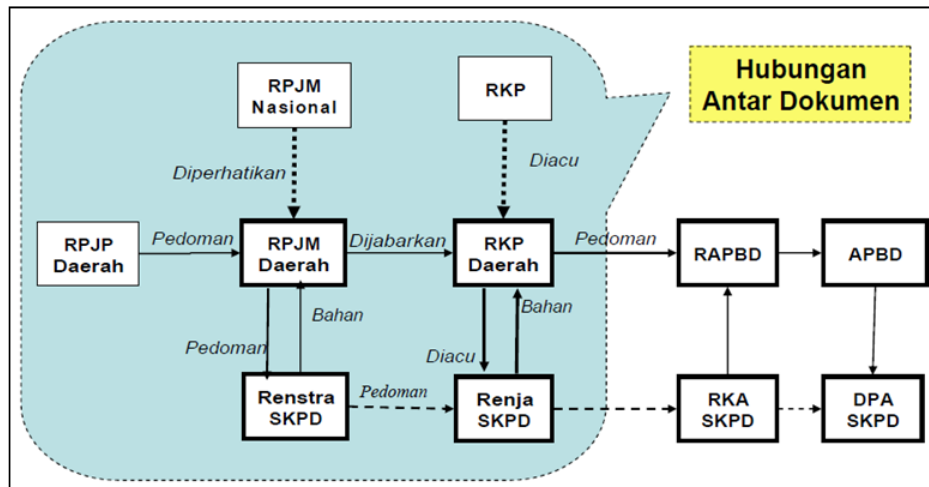 Hubungan
Antar Dokumen
RPJM
Nasional
RKP
Diperhatikan
Diacu
RPJP
Daerah
Pedoman
RPJM
Daerah
Dijabarkan
RKP
Daerah
Pedoman
RAPBD
APBD
Pedoman
Bahan
Diacu
Bahan
Renstra
SKPD
Pedoman
Renja
SKPD
RKA
SKPD
DPA
SKPD